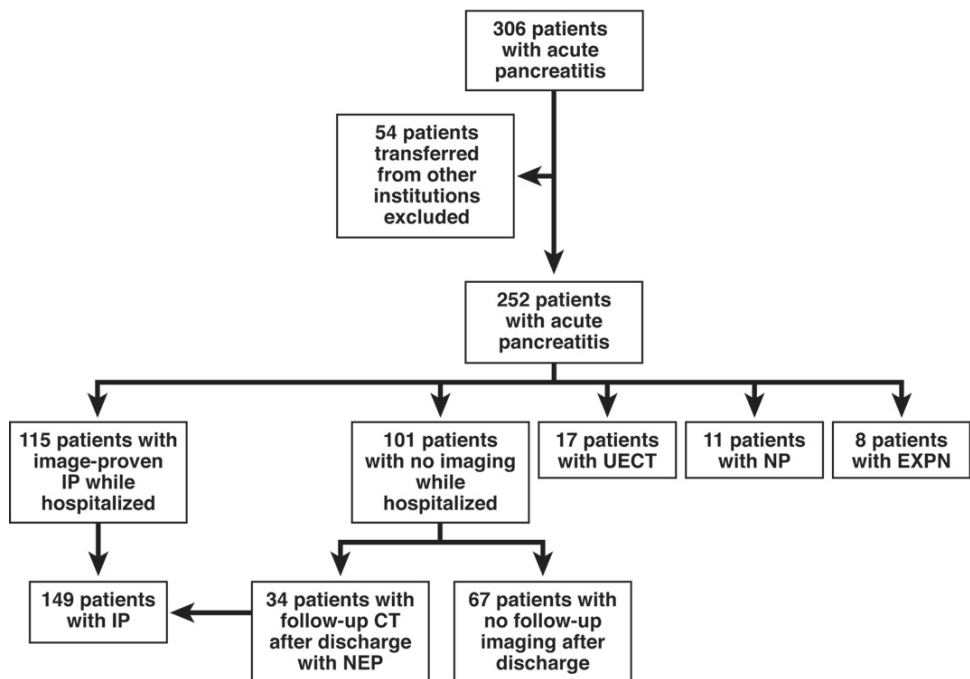 306 patients
with acute
pancreatitis
54 patients
transferred
from other
institutions
excluded
252 patients
with acute
pancreatitis
115 patients with
image-proven
IP while
hospitalized
101 patients
with no imaging
while
hospitalized
17 patients
with UECT
11 patients
with NP
8 patients
with EXPN
149 patients
with IP
34 patients with
follow-up CT
after discharge
with NEP
67 patients with
no follow-up
imaging after
discharge